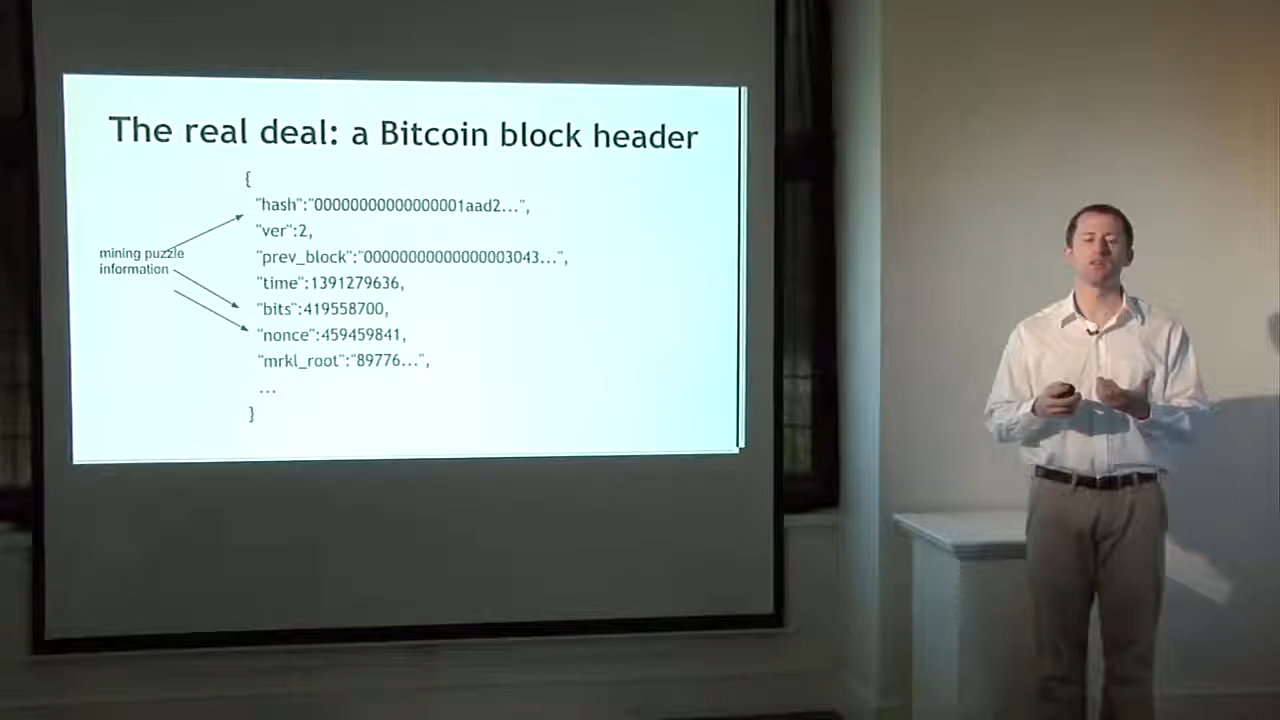 The real deal: a Bitcoin block header
{
"hash":"00000000000000001aad2...",
"ver":2,
"prev_block":"00000000000000003043...",
"time":1391279636,
"bits":419558700,
"nonce":459459841,
"mrkl_root":"89776...",
...
}
mining puzzle
information